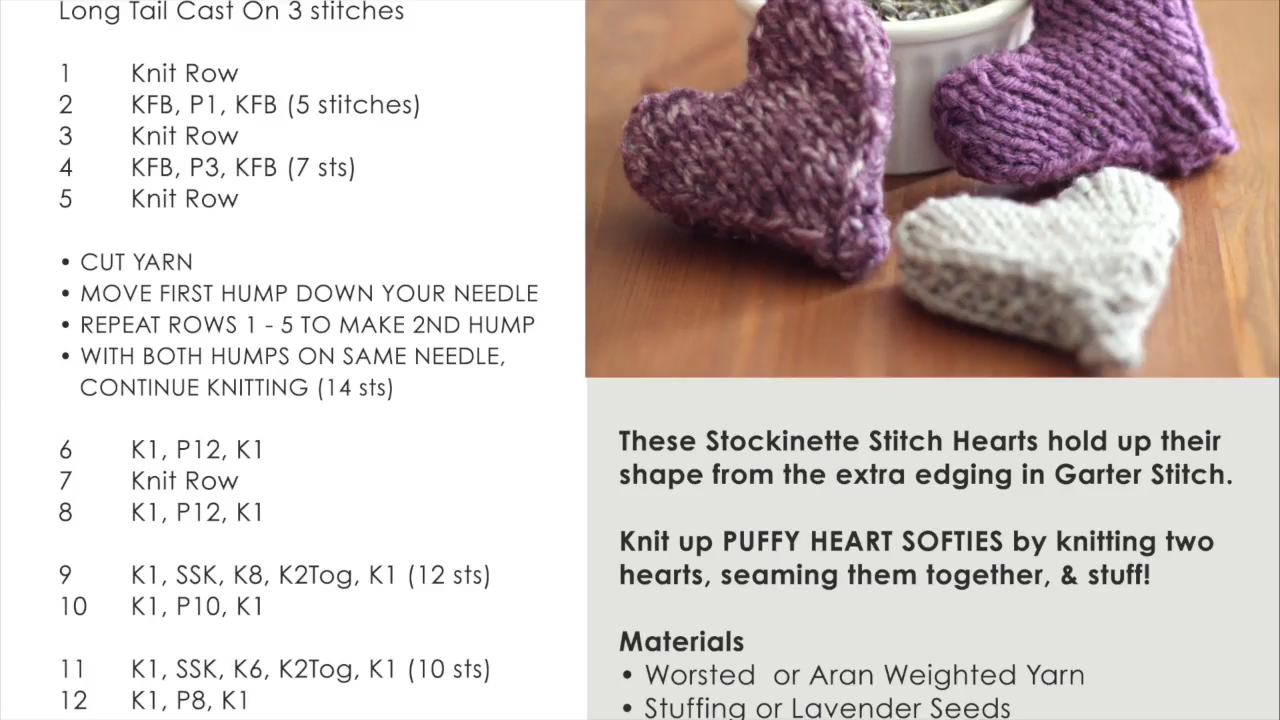 Long Tail Cast On 3 stitches
1 Knit Row
2 KFB, P1, KFB (5 stitches)
3 Knit Row
4 KFB, P3, KFB (7 sts)
5 Knit Row
• CUT YARN
• MOVE FIRST HUMP DOWN YOUR NEEDLE
• REPEAT ROWS 1 - 5 TO MAKE 2ND HUMP
• WITH BOTH HUMPS ON SAME NEEDLE,
CONTINUE KNITTING (14 sts)
6 K1, P12, K1
7 Knit Row
8 K1, P12, K1
9 K1, SSK, K8, K2Tog, K1 (12 sts)
10 K1, P10, K1
11 K1, SSK, K6, K2Tog, K1 (10 sts)
12 K1, P8, K1
These Stockinette Stitch Hearts hold up their
shape from the extra edging in Garter Stitch.
Knit up PUFFY HEART SOFTIES by knitting two
hearts, seaming them together, & stuff!
Materials
• Worsted or Aran Weighted Yarn
• Stuffing or Lavender Seeds